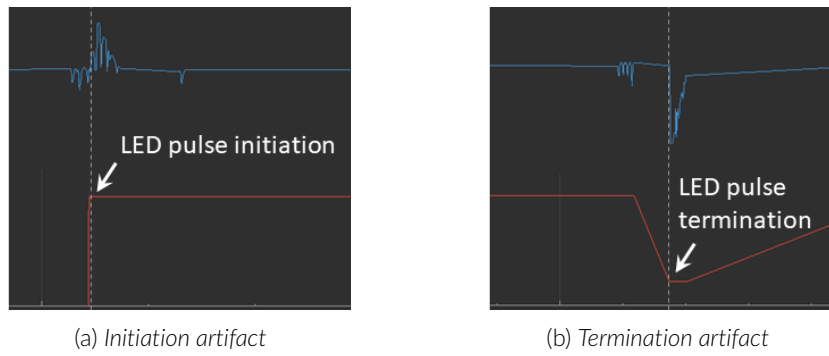 LED pulse initiation
LED pulse
termination
(a) Initiation artifact
(b) Termination artifact